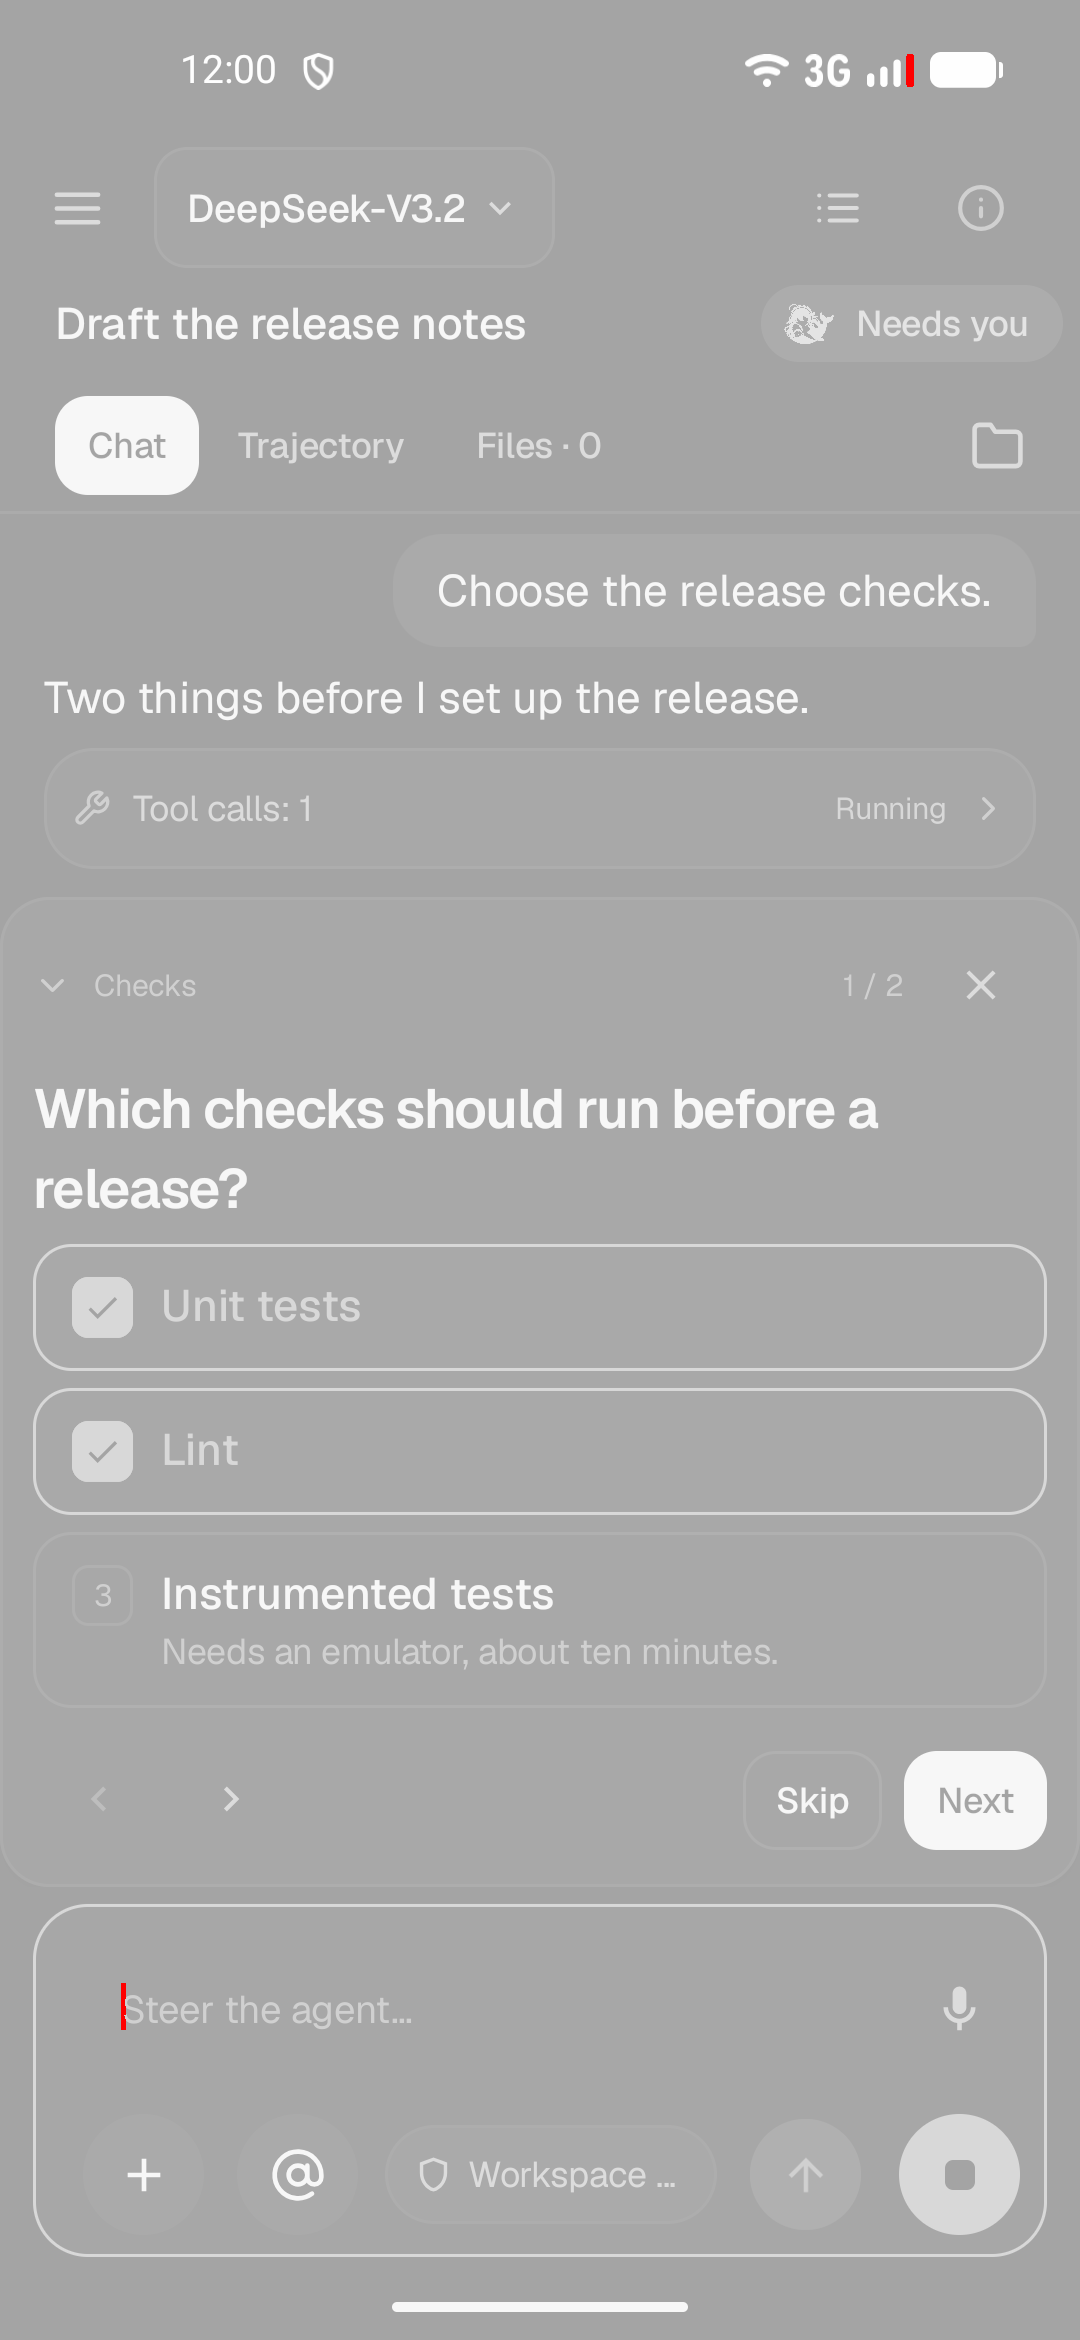 12:00
3G
DeepSeek-V3.2
Draft the release notes
Needs you
Chat
Trajectory
Files · 0
Choose the release checks.
Two things before I set up the release.
Tool calls: 1
Running
Checks
1 / 2
Which checks should run before a
release?
Unit tests
Lint
3
Instrumented tests
Needs an emulator, about ten minutes.
Skip
Next
Steer the agent...
Workspace ...